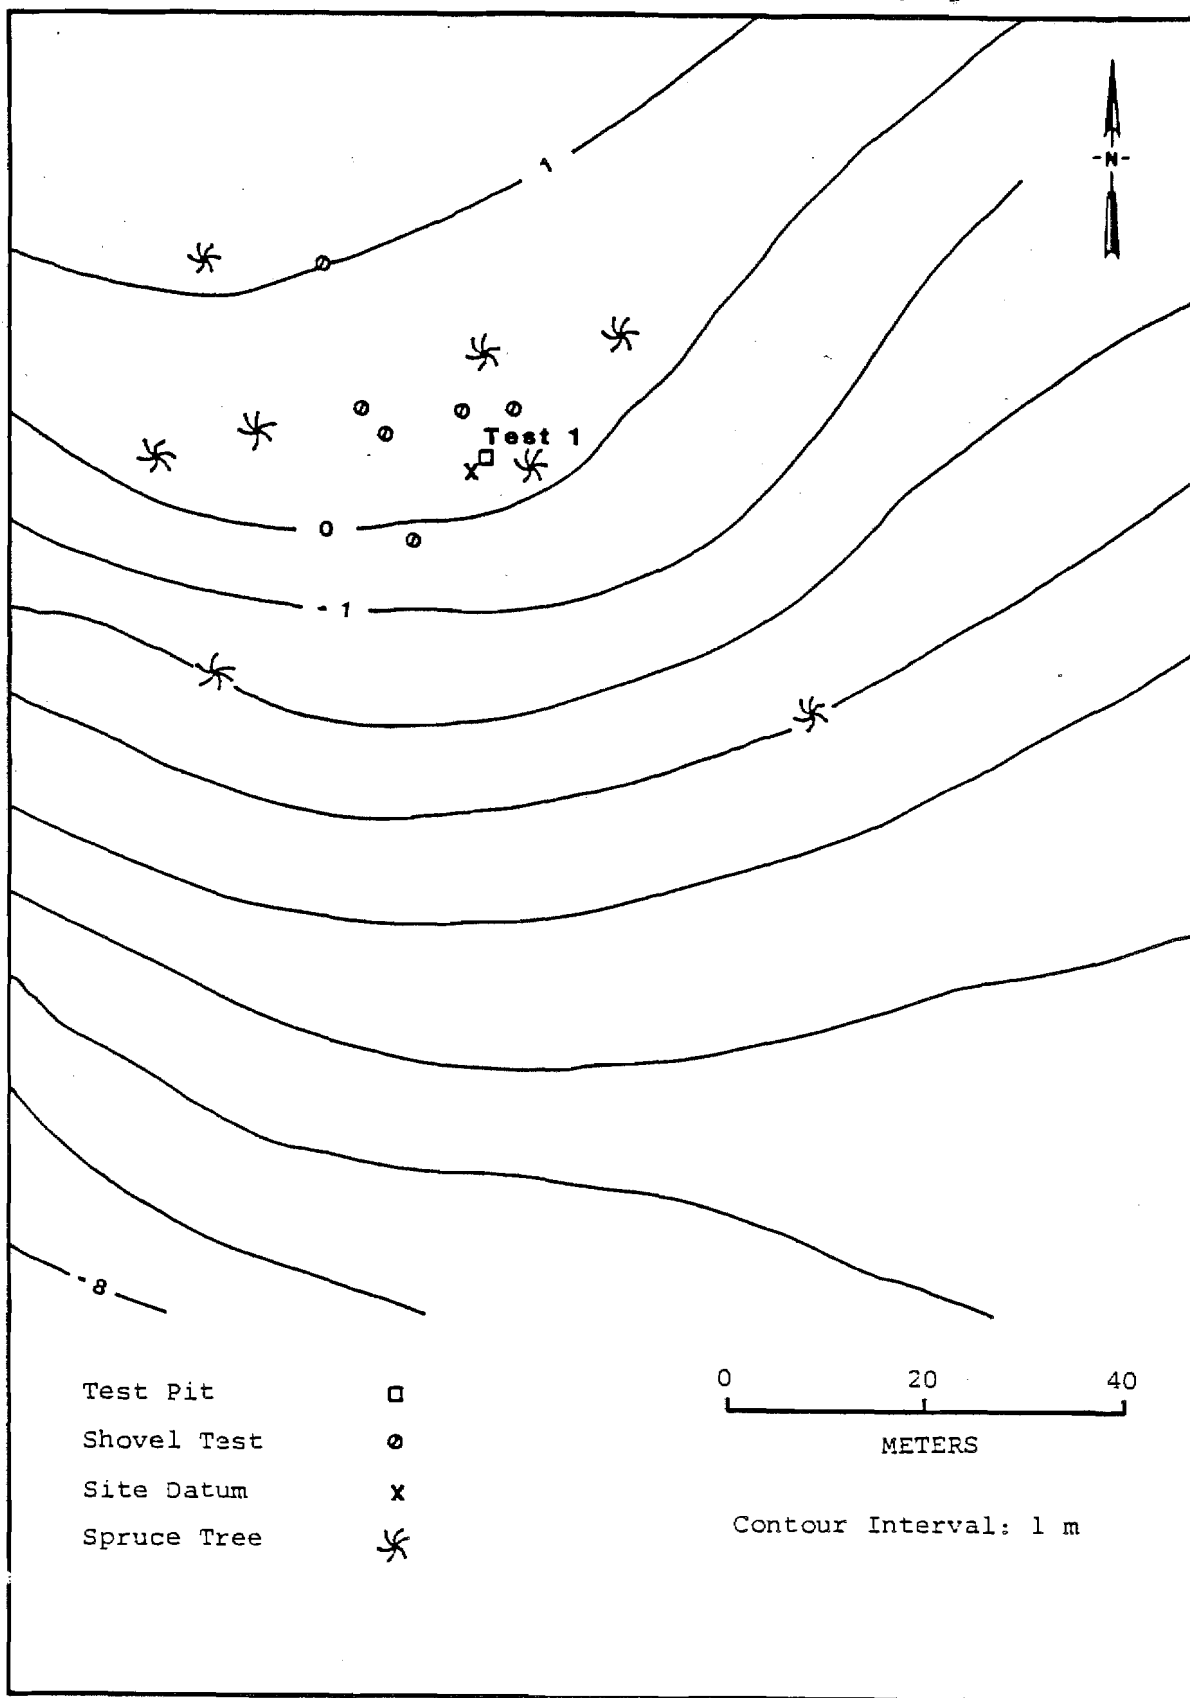 1
-N-
Test 1
0
-1
-8
Test Pit
Shovel Test
Site Datum
X
Spruce Tree
0 20 40
METERS
Contour Interval: 1 m